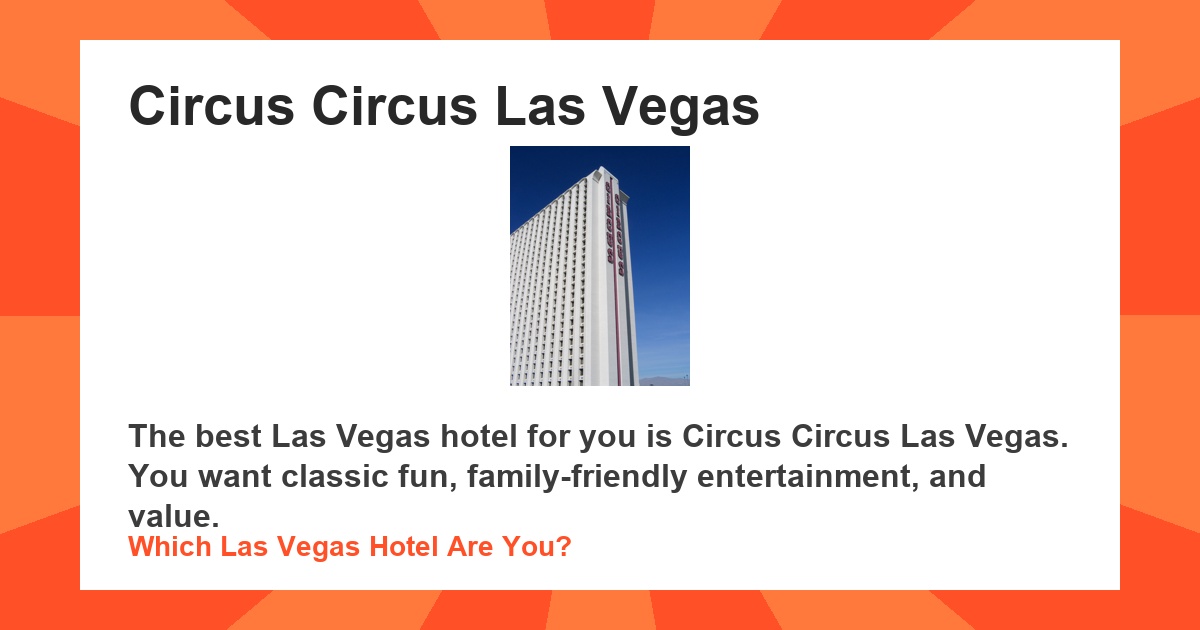 Circus Circus Las Vegas
The best Las Vegas hotel for you is Circus Circus Las Vegas.
You want classic fun, family-friendly entertainment, and
value.
Which Las Vegas Hotel Are You?